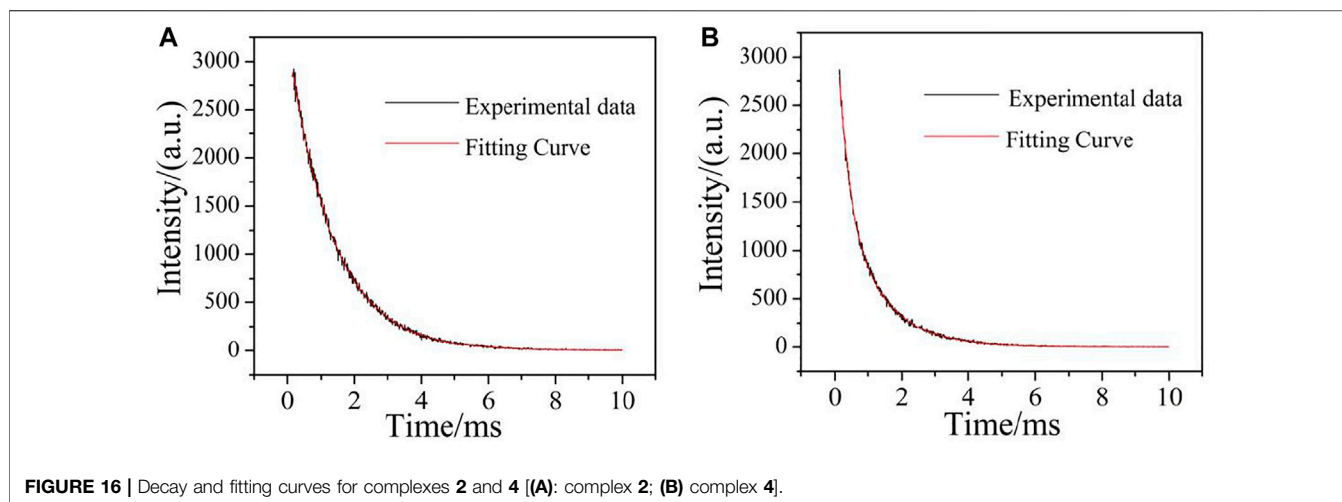 A
3000
2500
2000
1500
1000
500
0
Intensity/(a.u.)
Experimental data
Fitting Curve
0 2 4 6 8 10
Time/ms
B
3000
2500
2000
1500
1000
500
0
Intensity/(a.u.)
Experimental data
Fitting Curve
0 2 4 6 8 10
Time/ms
FIGURE 16 | Decay and fitting curves for complexes 2 and 4 [(A): complex 2; (B) complex 4].